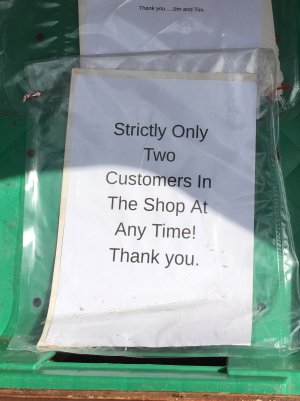 Thank you....Jim and Tim.
Strictly Only
Two
Customers In
The Shop At
Any Time!
Thank you.